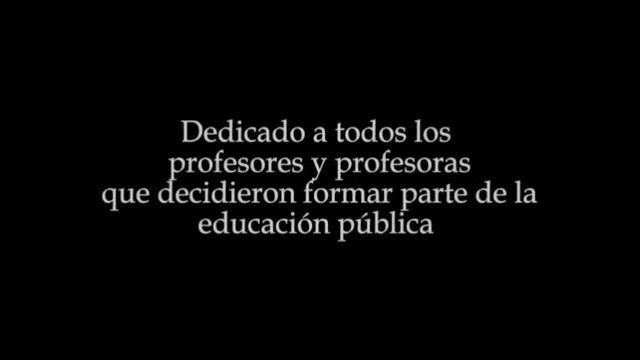 Dedicado a todos los
profesores y profesoras
que decidieron formar parte de la
educación pública